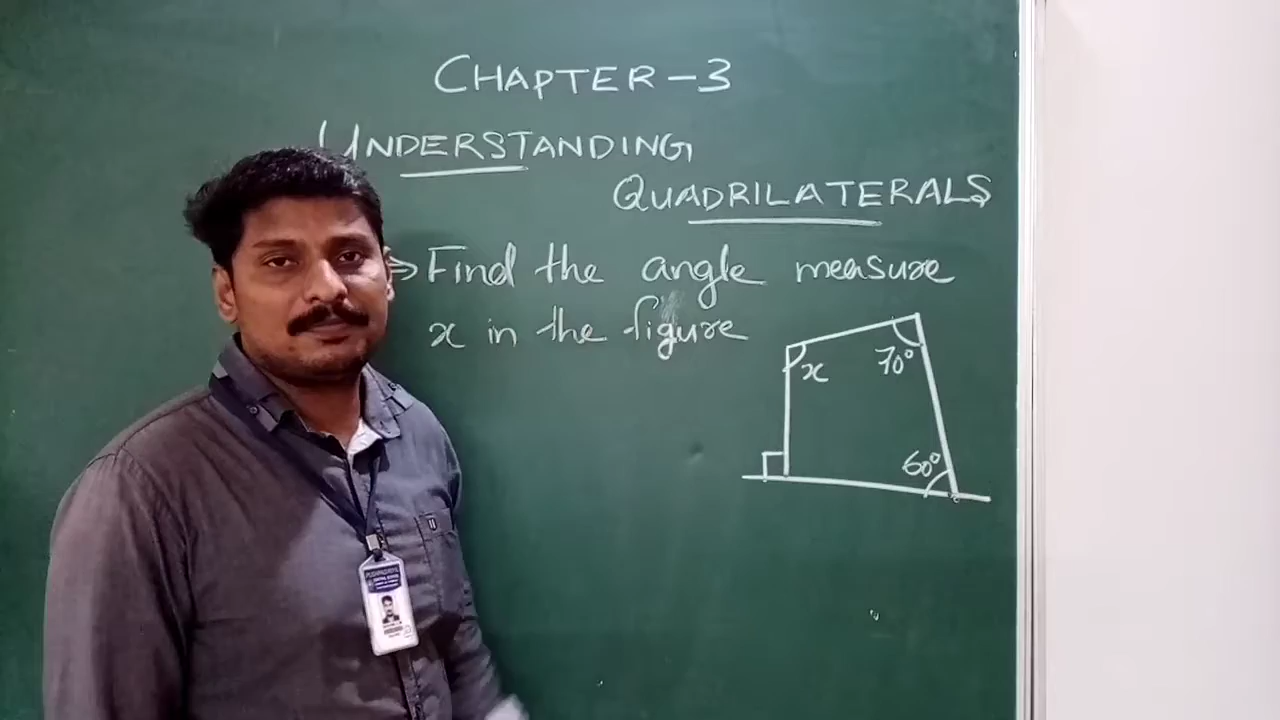 CHAPTER-3
UNDERSTANDING
QUADRILATERALS
⇒ Find the angle measure
x in the figure
x
70°
60°